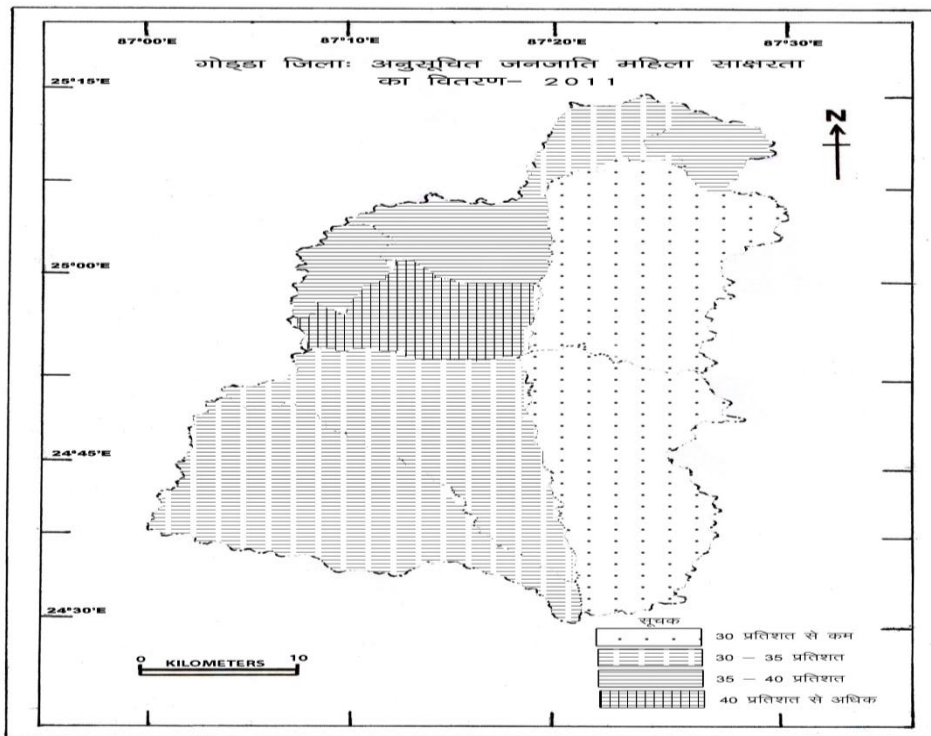 87°00'E 87°10'E 87°20'E 87°30'E
गोड्डा जिलाः अनुसूचित जनजाति महिला साक्षरता
का वितरण– 2011
25°15'E
N
25°00'E
24°45'E
24°30'E
सूचक
30 प्रतिशत से कम
30 – 35 प्रतिशत
35 – 40 प्रतिशत
40 प्रतिशत से अधिक
0 KILOMETERS 10